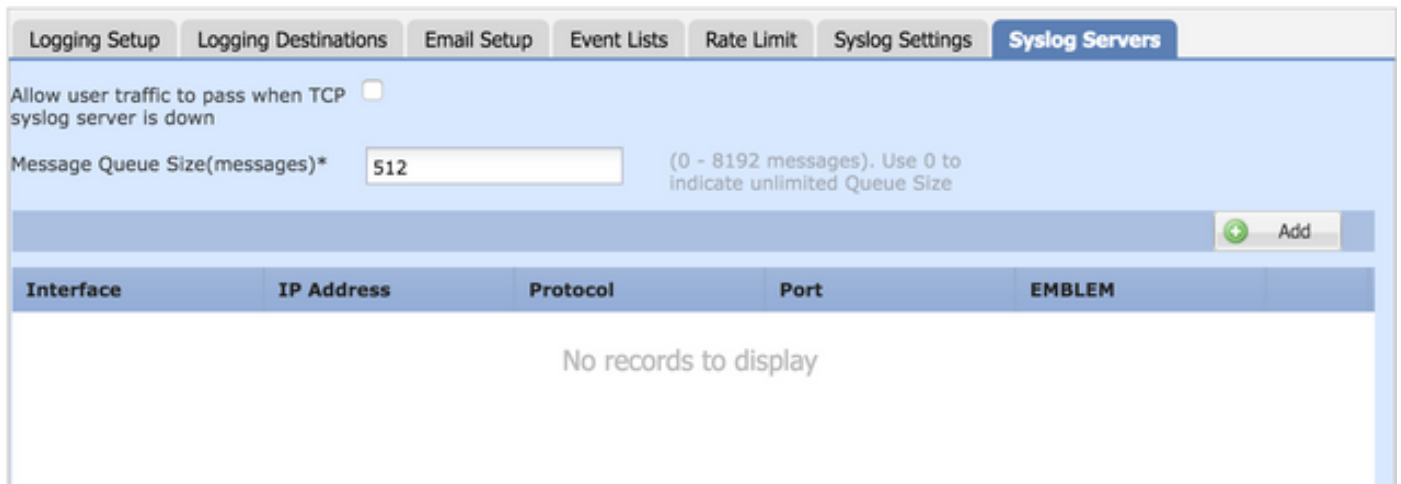 Logging Setup Logging Destinations Email Setup Event Lists Rate Limit Syslog Settings Syslog Servers
Allow user traffic to pass when TCP
syslog server is down
Message Queue Size(messages)* 512 (0 - 8192 messages). Use 0 to
indicate unlimited Queue Size
Add
Interface IP Address Protocol Port EMBLEM
No records to display